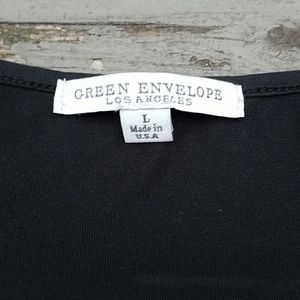 GREEN ENVELOPE
LOS ANGELES
L
Made in
U.S.A